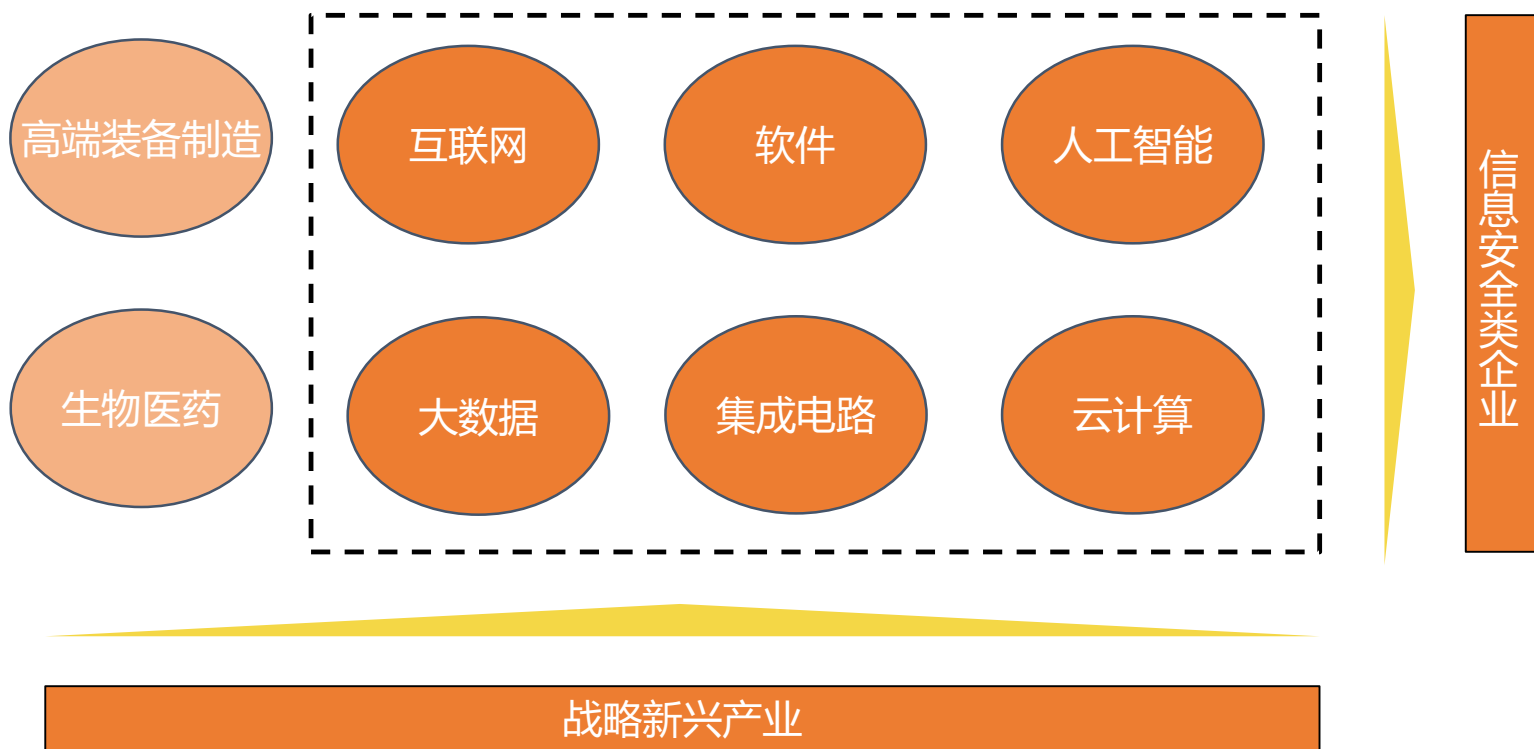 高端装备制造
互联网
软件
人工智能
生物医药
大数据
集成电路
云计算
信息安全类企业
战略新兴产业